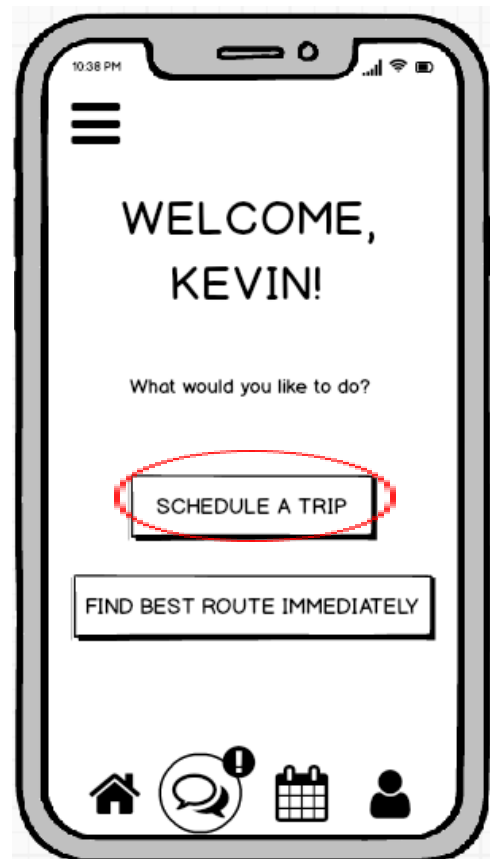 10:38 PM
WELCOME,
KEVIN!
What would you like to do?
SCHEDULE A TRIP
FIND BEST ROUTE IMMEDIATELY
!